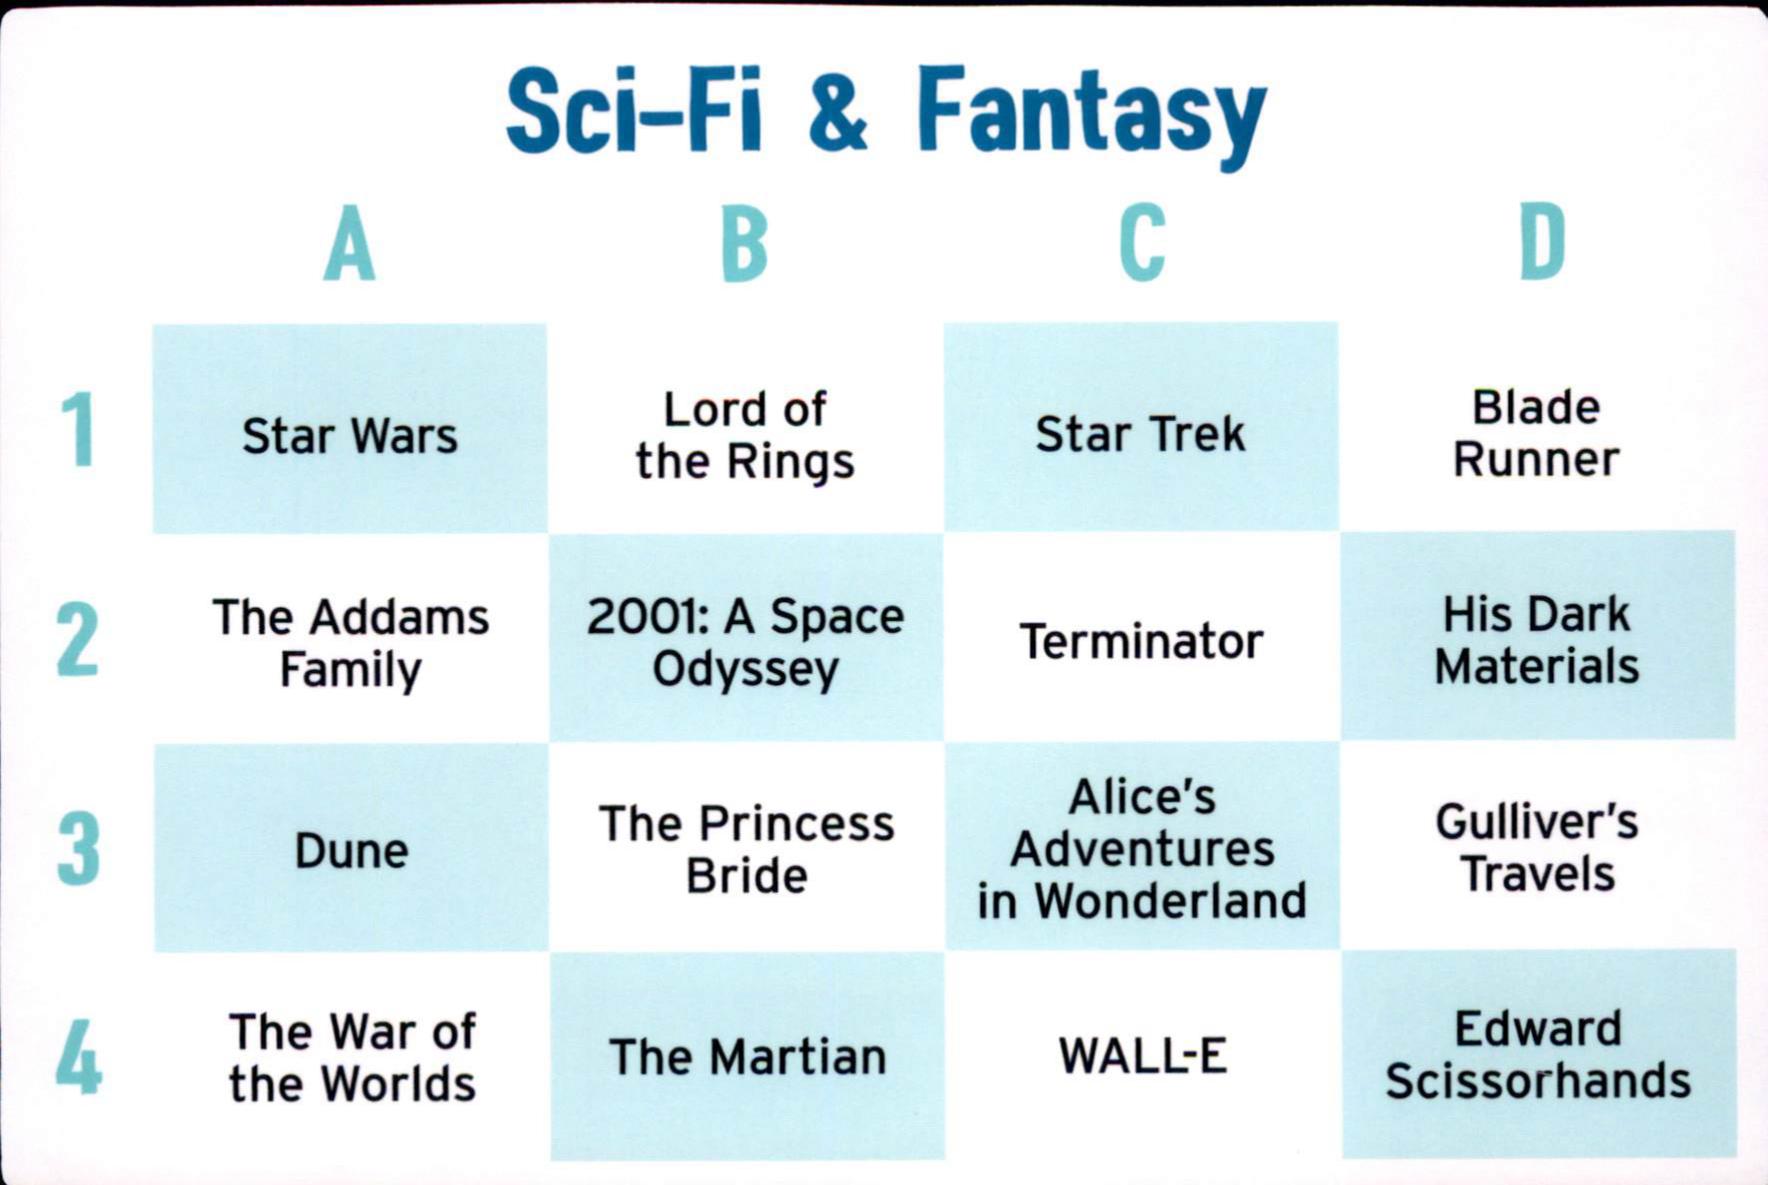 Sci-Fi & Fantasy
A B C D
1
Star Wars
Lord of
the Rings
Star Trek
Blade
Runner
2
The Addams
Family
2001: A Space
Odyssey
Terminator
His Dark
Materials
3
Dune
The Princess
Bride
Alice's
Adventures
in Wonderland
Gulliver's
Travels
4
The War of
the Worlds
The Martian
WALL-E
Edward
Scissorhands